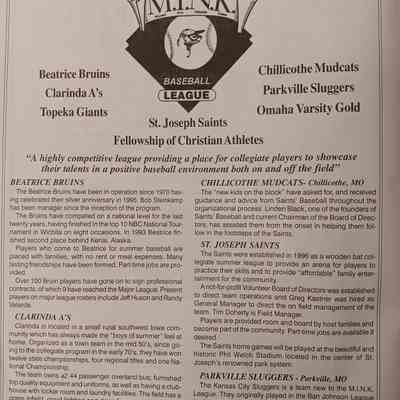 M.I.N.K.
BASEBALL
LEAGUE
Beatrice Bruins
Clarinda A's
Topeka Giants
Chillicothe Mudcats
Parkville Sluggers
Omaha Varsity Gold
St. Joseph Saints
Fellowship of Christian Athletes
"A highly competitive league providing a place for collegiate players to showcase
their talents in a positive baseball environment both on and off the field"
BEATRICE BRUINS
The Beatrice Bruins have been in operation since 1970 hav-
ing celebrated their silver anniversary in 1995. Bob Steinkamp
has been manager since the inception of the program.
The Bruins have competed on a national level for the last
twenty years, having finished in the top 10 NBC National Tour-
nament in Wichita on eight occasions. In 1993 Beatrice fin-
ished second place behind Kenai, Alaska.
Players who come to Beatrice for summer baseball are
placed with families, with no rent or meal expenses. Many
lasting friendships have been formed. Part-time jobs are pro-
vided.
Over 130 Bruin players have gone on to sign professional
contracts, of which 9 have reached the Major League. Present
players on major league rosters include Jeff Huson and Randy
Velarde.
CLARINDA A'S
Clarinda is located in a small rural southwest Iowa com-
munity which has always made the "boys of summer" feel at
home. Organized as a town team in the mid 50's, since go-
ing to the collegiate program in the early 70's, they have won
twelve state championships, four regional titles and one Na-
tional Championship.
The team owns a 44 passenger overland bus, furnished
top quality equipment and uniforms, as well as having a club-
house with locker room and laundry facilities. The field has a
CHILLICOTHE MUDCATS- Chillicothe, MO
The "new kids on the block" have asked for, and received
guidance and advice from Saints' Baseball throughout the
organizational process. Lindon Black, one of the founders of
Saints' Baseball and current Chairman of the Board of Direc-
tors, has assisted them from the onset in helping them fol-
low in the footsteps of the Saints.
ST. JOSEPH SAINTS
The Saints were established in 1996 as a wooden bat col-
legiate summer league to provide an arena for players to
practice their skills and to provide "affordable" family enter-
tainment for the community.
A not-for-profit Volunteer Board of Directors was established
to direct team operations and Greg Kastner was hired as
General Manager to direct the on field management of the
team. Tim Doherty is Field Manager.
Players are provided room and board by host families and
become part of the community. Part-time jobs are available if
desired.
The Saints home games will be played at the beautiful and
historic Phil Welch Stadium located in the center of St.
Joseph's renowned park system.
PARKVILLE SLUGGERS - Parkville, MO
The Kansas City Sluggers is a team new to the M.I.N.K.
League. They originally played in the Ban Johnson League